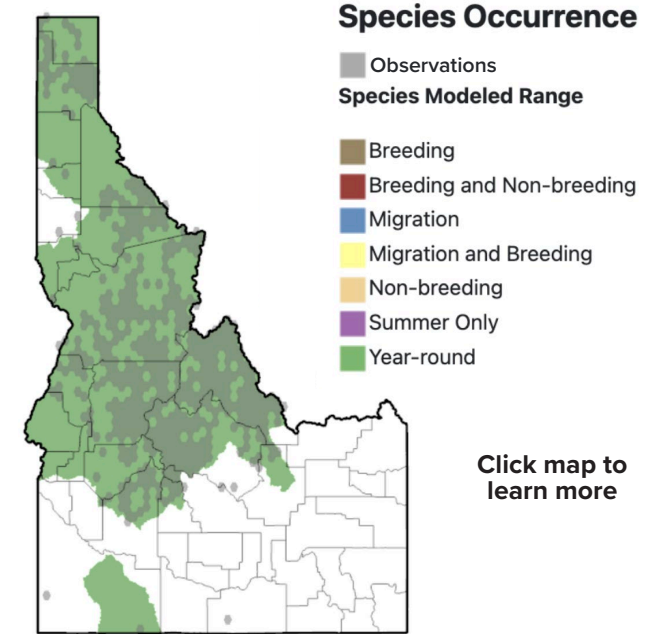 Species Occurrence
Observations
Species Modeled Range
Breeding
Breeding and Non-breeding
Migration
Migration and Breeding
Non-breeding
Summer Only
Year-round
Click map to
learn more